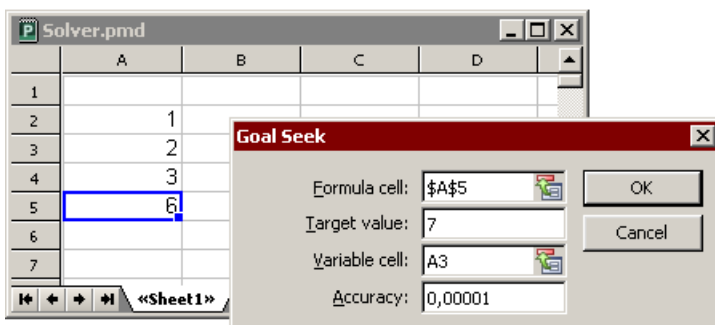 Solver.pmd
A B C D
1
2 1
3 2
4 3
5 6
6
7
«Sheet1»
Goal Seek
Formula cell: $A$5
OK
Target value: 7
Cancel
Variable cell: A3
Accuracy: 0,00001